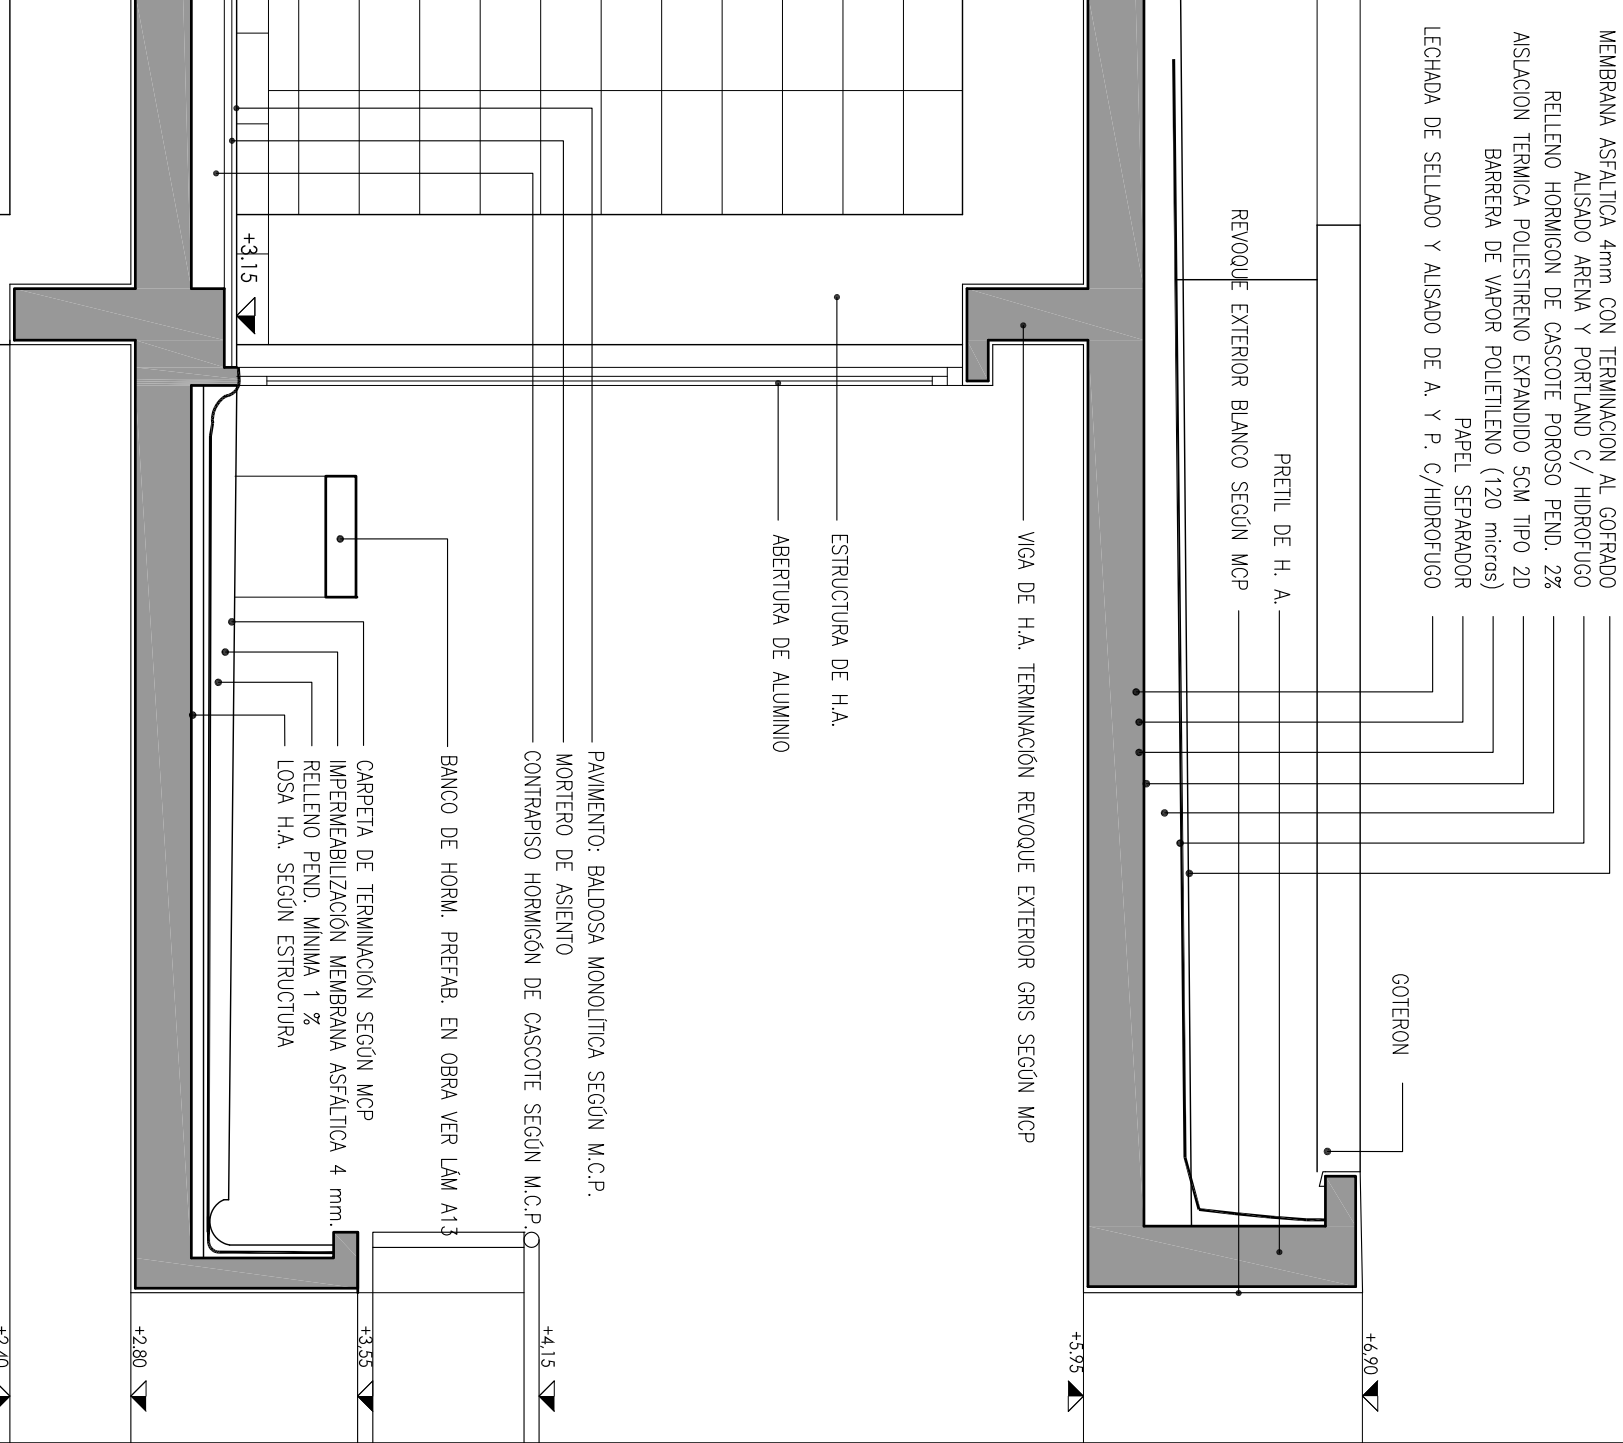 MEMBRANA ASFALTICA 4mm CON TERMINACION AL GOFRADO
ALISADO ARENA Y PORTLAND C/ HIDROFUGO
RELLENO HORMIGON DE CASCOTE POROSO PEND. 2%
AISLACION TERMICA POLIESTIRENO EXPANDIDO 5CM TIPO 2D
BARRERA DE VAPOR POLIETILENO (120 micras)
PAPEL SEPARADOR
LECHADA DE SELLADO Y ALISADO DE A. Y P. C/HIDROFUGO
GOTERON
PRETIL DE H. A.
REVOQUE EXTERIOR BLANCO SEGÚN MCP
VIGA DE H.A. TERMINACIÓN REVOQUE EXTERIOR GRIS SEGÚN MCP
ESTRUCTURA DE H.A.
ABERTURA DE ALUMINIO
PAVIMENTO: BALDOSA MONOLÍTICA SEGÚN M.C.P.
MORTERO DE ASIENTO
CONTRAPISO HORMIGÓN DE CASCOTE SEGÚN M.C.P.
BANCO DE HORM. PREFAB. EN OBRA VER LÁM A13
CARPETA DE TERMINACIÓN SEGÚN MCP
IMPERMEABILIZACIÓN MEMBRANA ASFÁLTICA 4 mm.
RELLENO PEND. MÍNIMA 1 %
LOSA H.A. SEGÚN ESTRUCTURA
+3.15
+6,90
+5.95
+4,15
+3,55
+2.80
+2,40